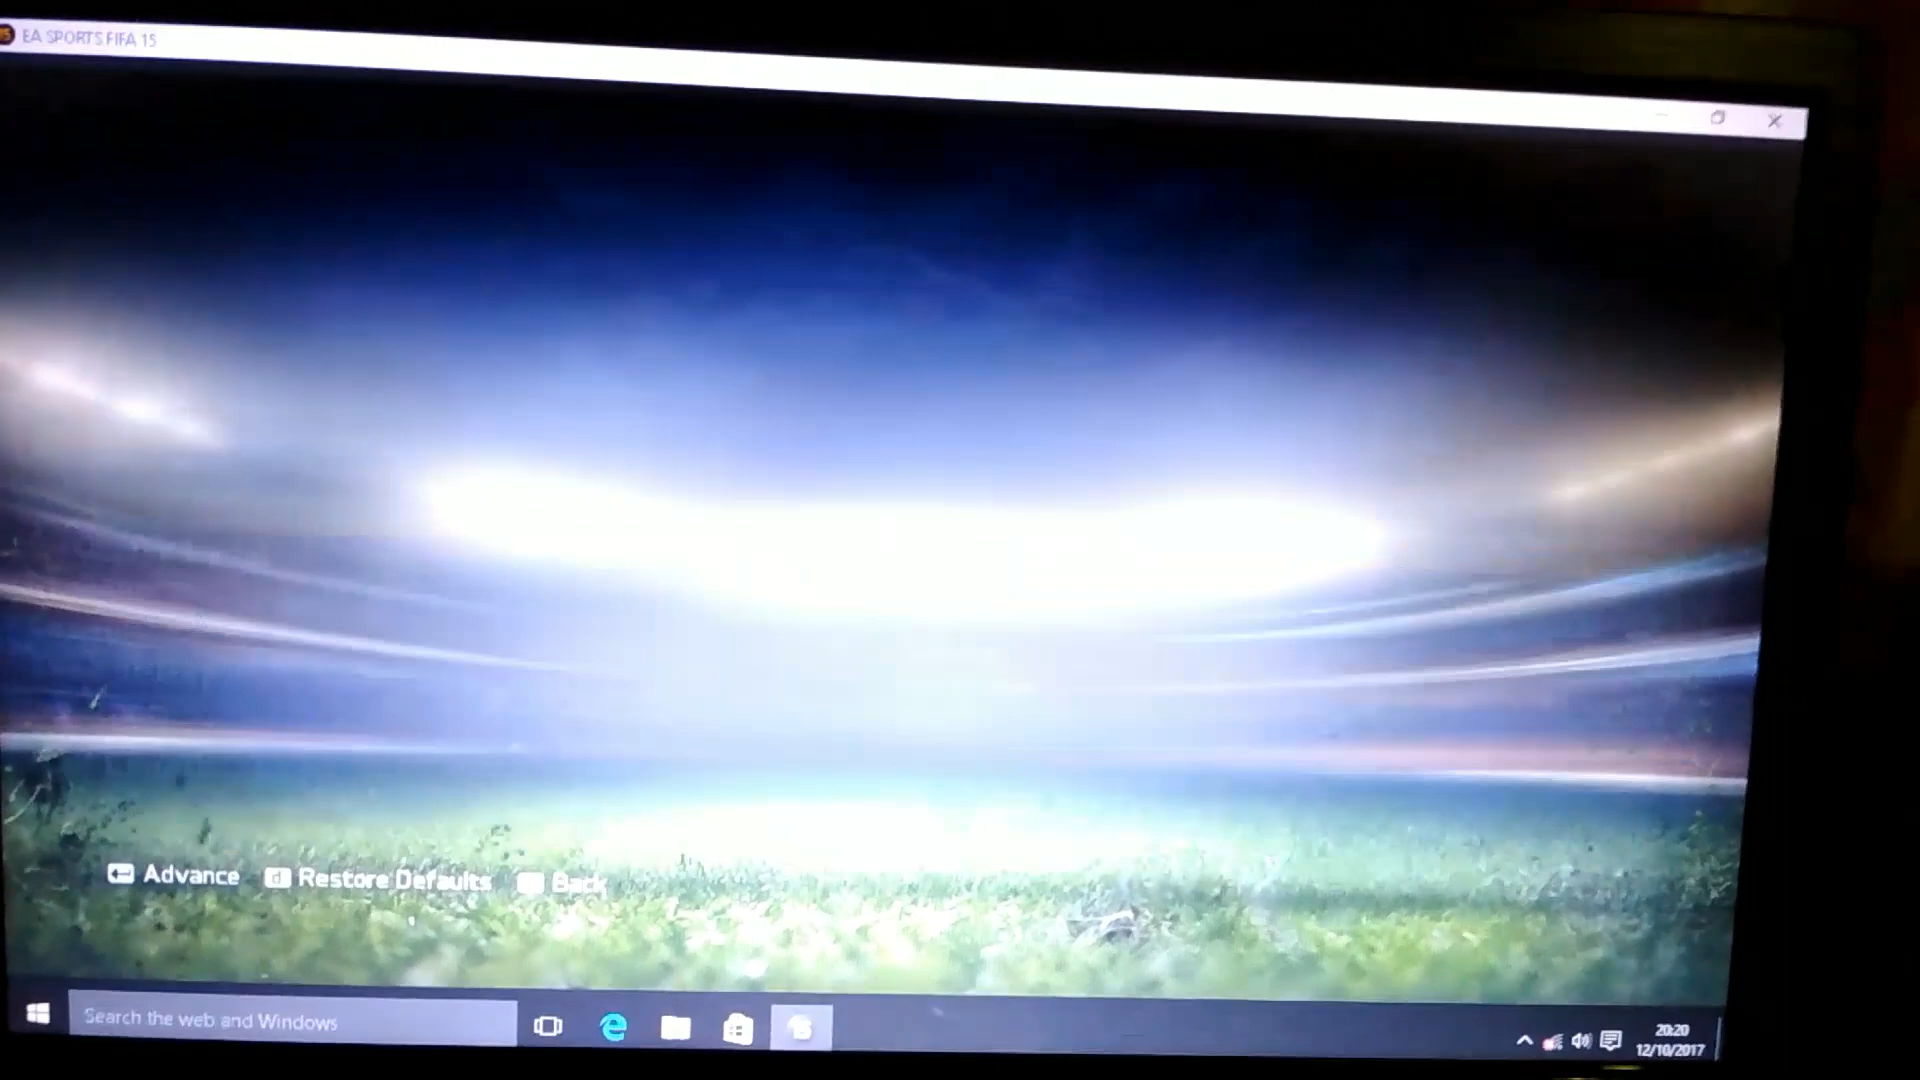 EA SPORTS FIFA 15
Advance
d Restore Defaults
Back
Search the web and Windows
20:20
12/10/2017